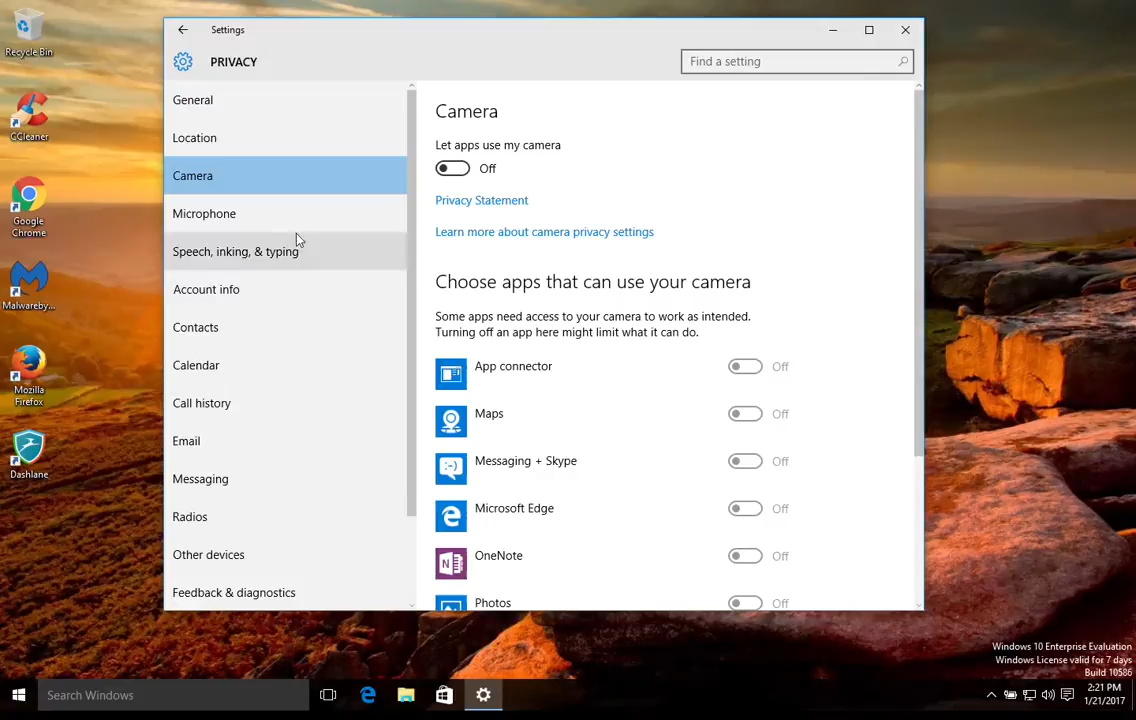 Recycle Bin
CCleaner
Google
Chrome
Malwareby...
Mozilla
Firefox
Dashlane
Settings
PRIVACY
Find a setting
General
Location
Camera
Microphone
Speech, inking, & typing
Account info
Contacts
Calendar
Call history
Email
Messaging
Radios
Other devices
Feedback & diagnostics
Camera
Let apps use my camera
Off
Privacy Statement
Learn more about camera privacy settings
Choose apps that can use your camera
Some apps need access to your camera to work as intended.
Turning off an app here might limit what it can do.
App connector Off
Maps Off
Messaging + Skype Off
Microsoft Edge Off
OneNote Off
Photos Off
Windows 10 Enterprise Evaluation
Windows License valid for 7 days
Build 10586
Search Windows
2:21 PM
1/21/2017